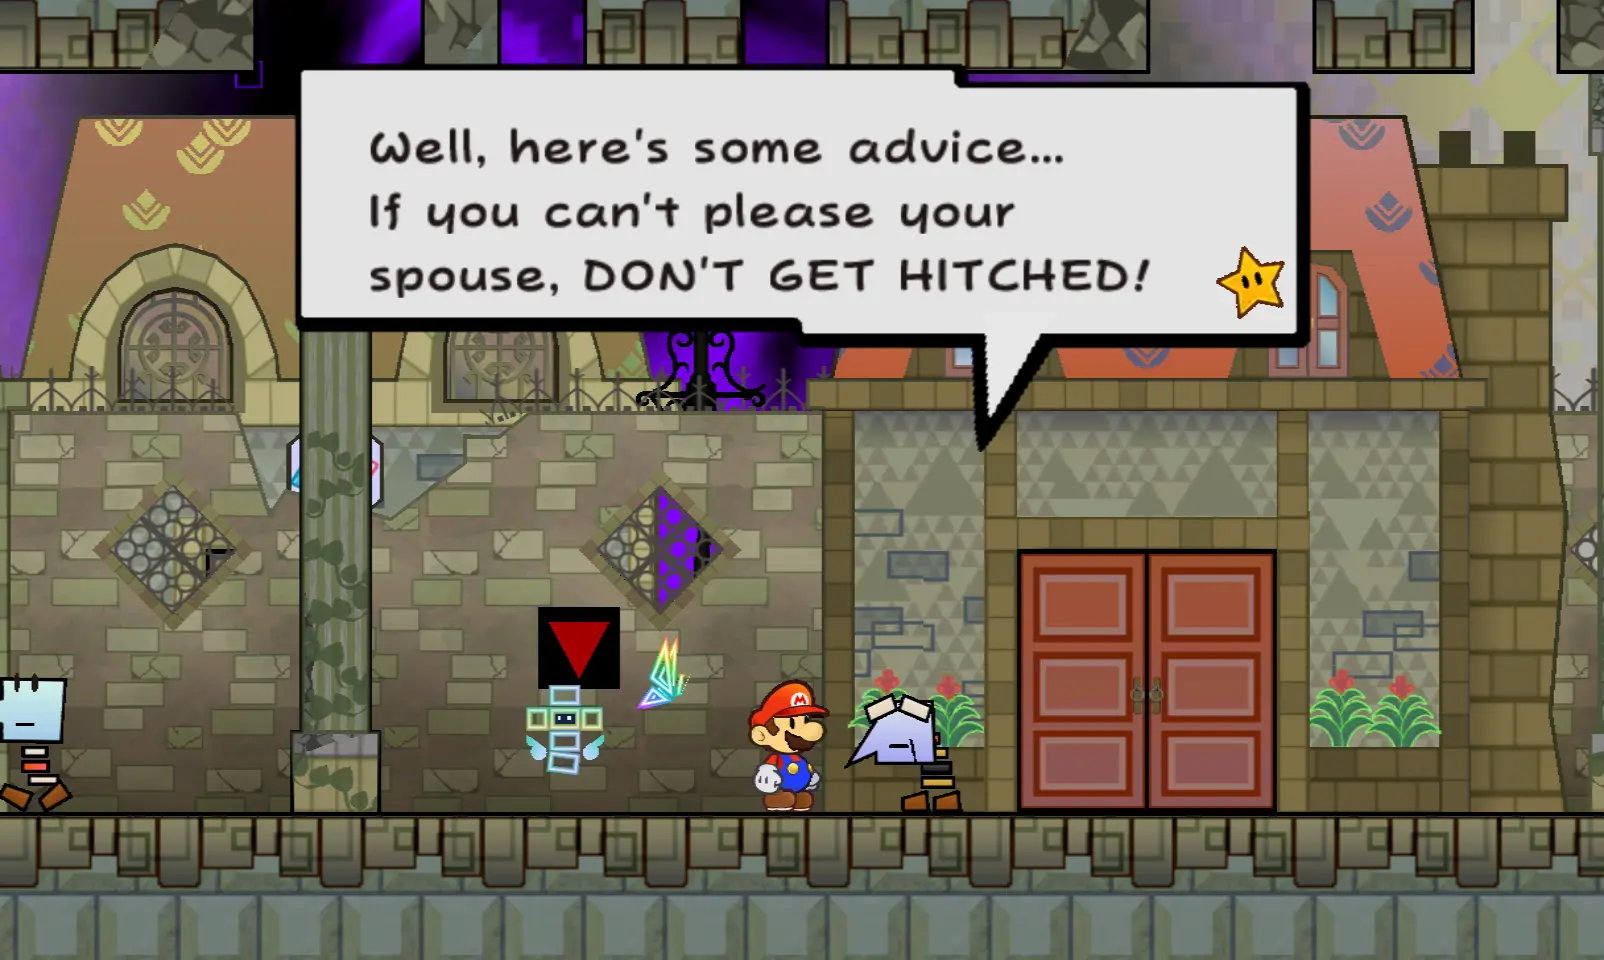 Well, here's some advice...
If you can't please your
spouse, DON'T GET HITCHED!
M